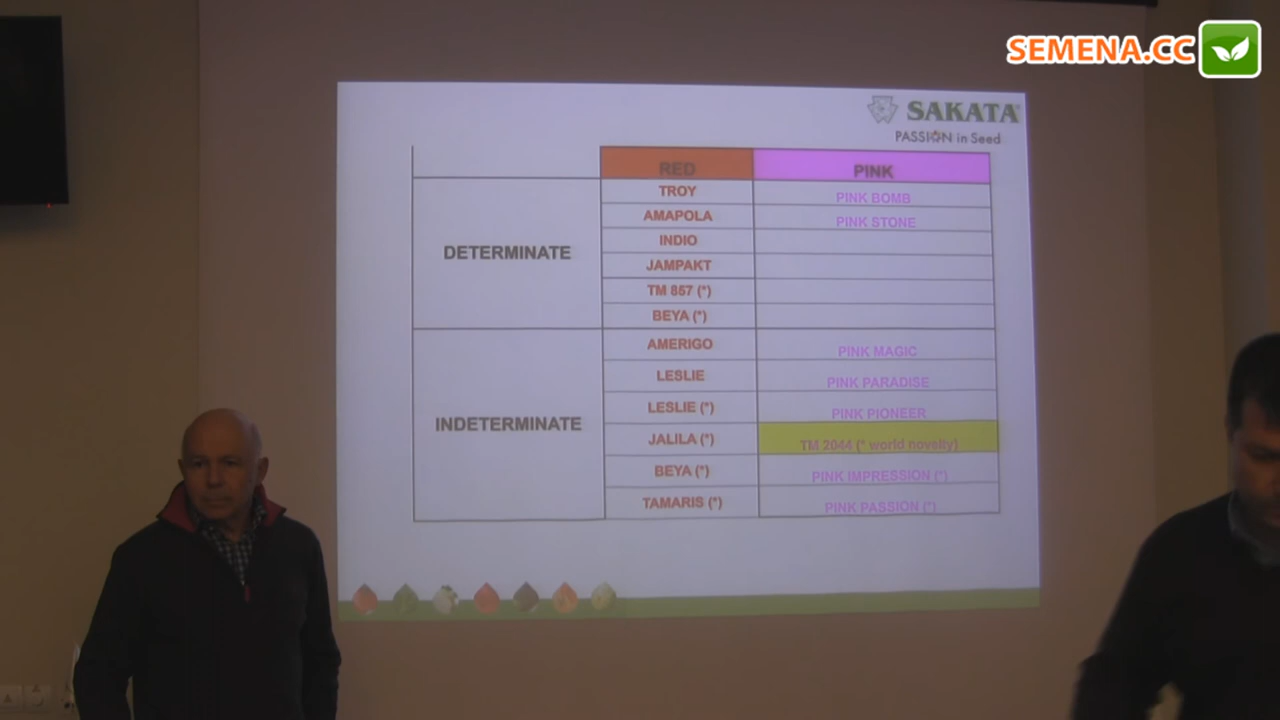 SEMENA.CC
SAKATA
PASSION in Seed
RED PINK
DETERMINATE
TROY PINK BOMB
AMAPOLA PINK STONE
INDIO
JAMPAKT
TM 857 (*)
BEYA (*)
INDETERMINATE
AMERIGO PINK MAGIC
LESLIE PINK PARADISE
LESLIE (*) PINK PIONEER
JALILA (*) TM 2044 (* world novelty)
BEYA (*) PINK IMPRESSION (*)
TAMARIS (*) PINK PASSION (*)